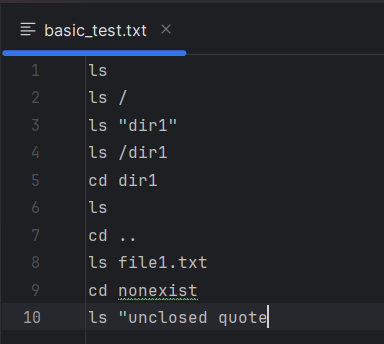 basic_test.txt
1 ls
2 ls /
3 ls "dir1"
4 ls /dir1
5 cd dir1
6 ls
7 cd ..
8 ls file1.txt
9 cd nonexist
10 ls "unclosed quote